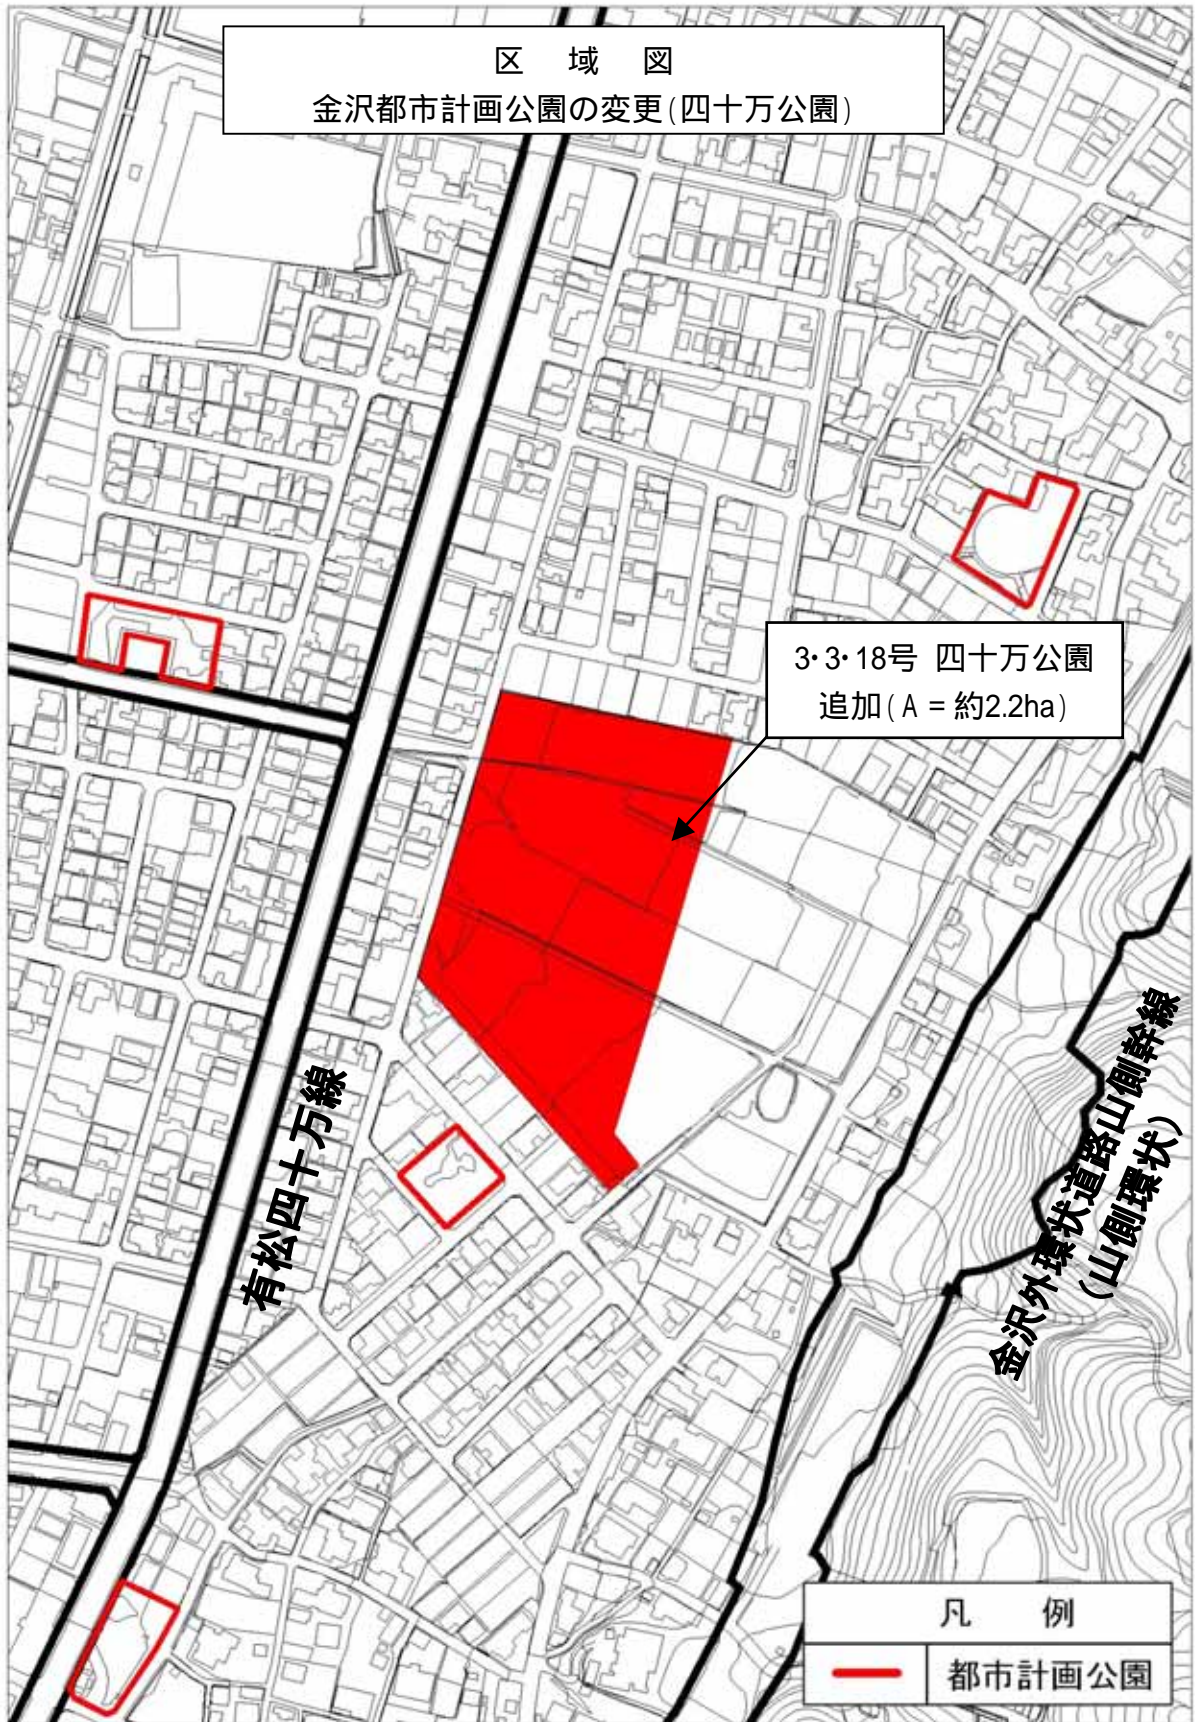 区 域 図
金沢都市計画公園の変更(四十万公園)
3・3・18号 四十万公園
追加(A = 約2.2ha)
有松四十万線
金沢外環状道路山側幹線
(山側環状)
凡 例
都市計画公園